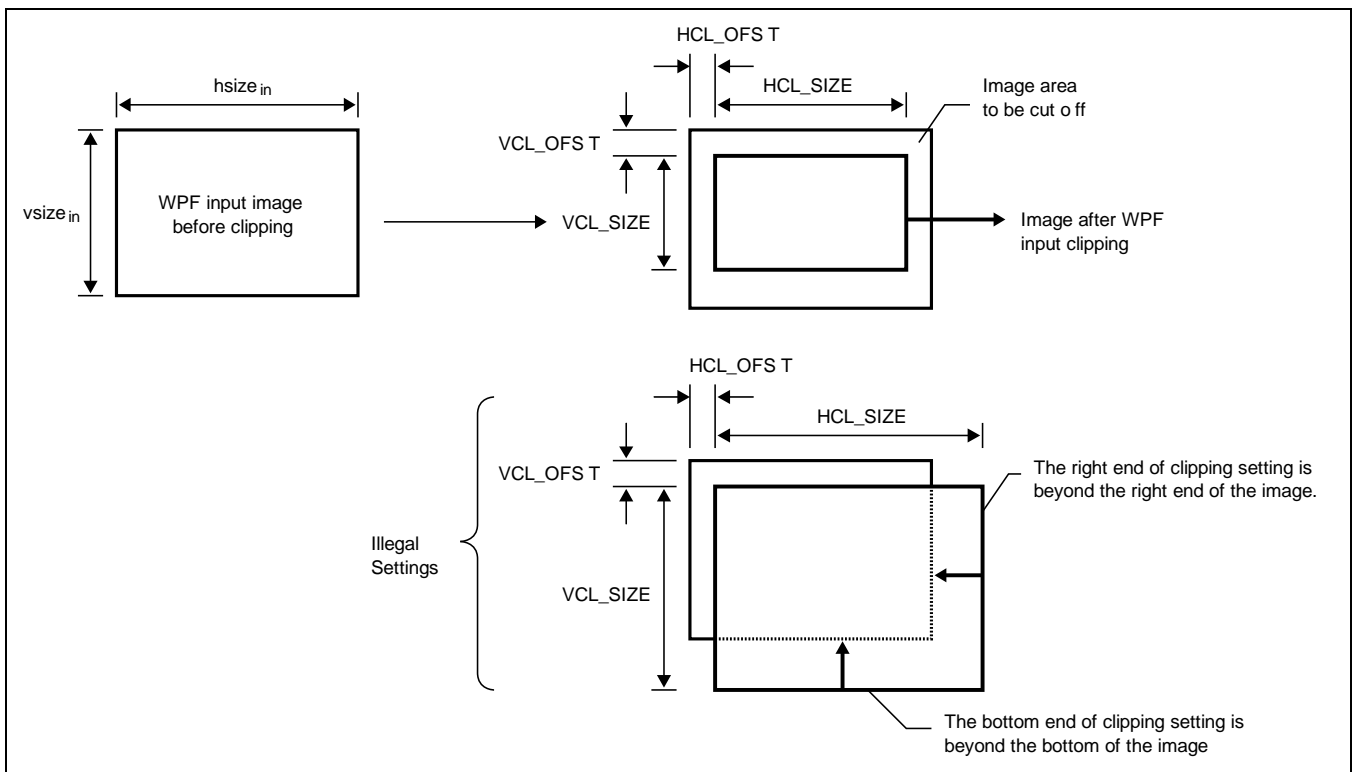 HCL_OFS T
hsize in
HCL_SIZE
Image area
to be cut o ff
VCL_OFS T
vsize in
WPF input image
before clipping
VCL_SIZE
Image after WPF
input clipping
HCL_OFS T
HCL_SIZE
VCL_OFS T
The right end of clipping setting is
beyond the right end of the image.
Illegal
Settings
VCL_SIZE
The bottom end of clipping setting is
beyond the bottom of the image